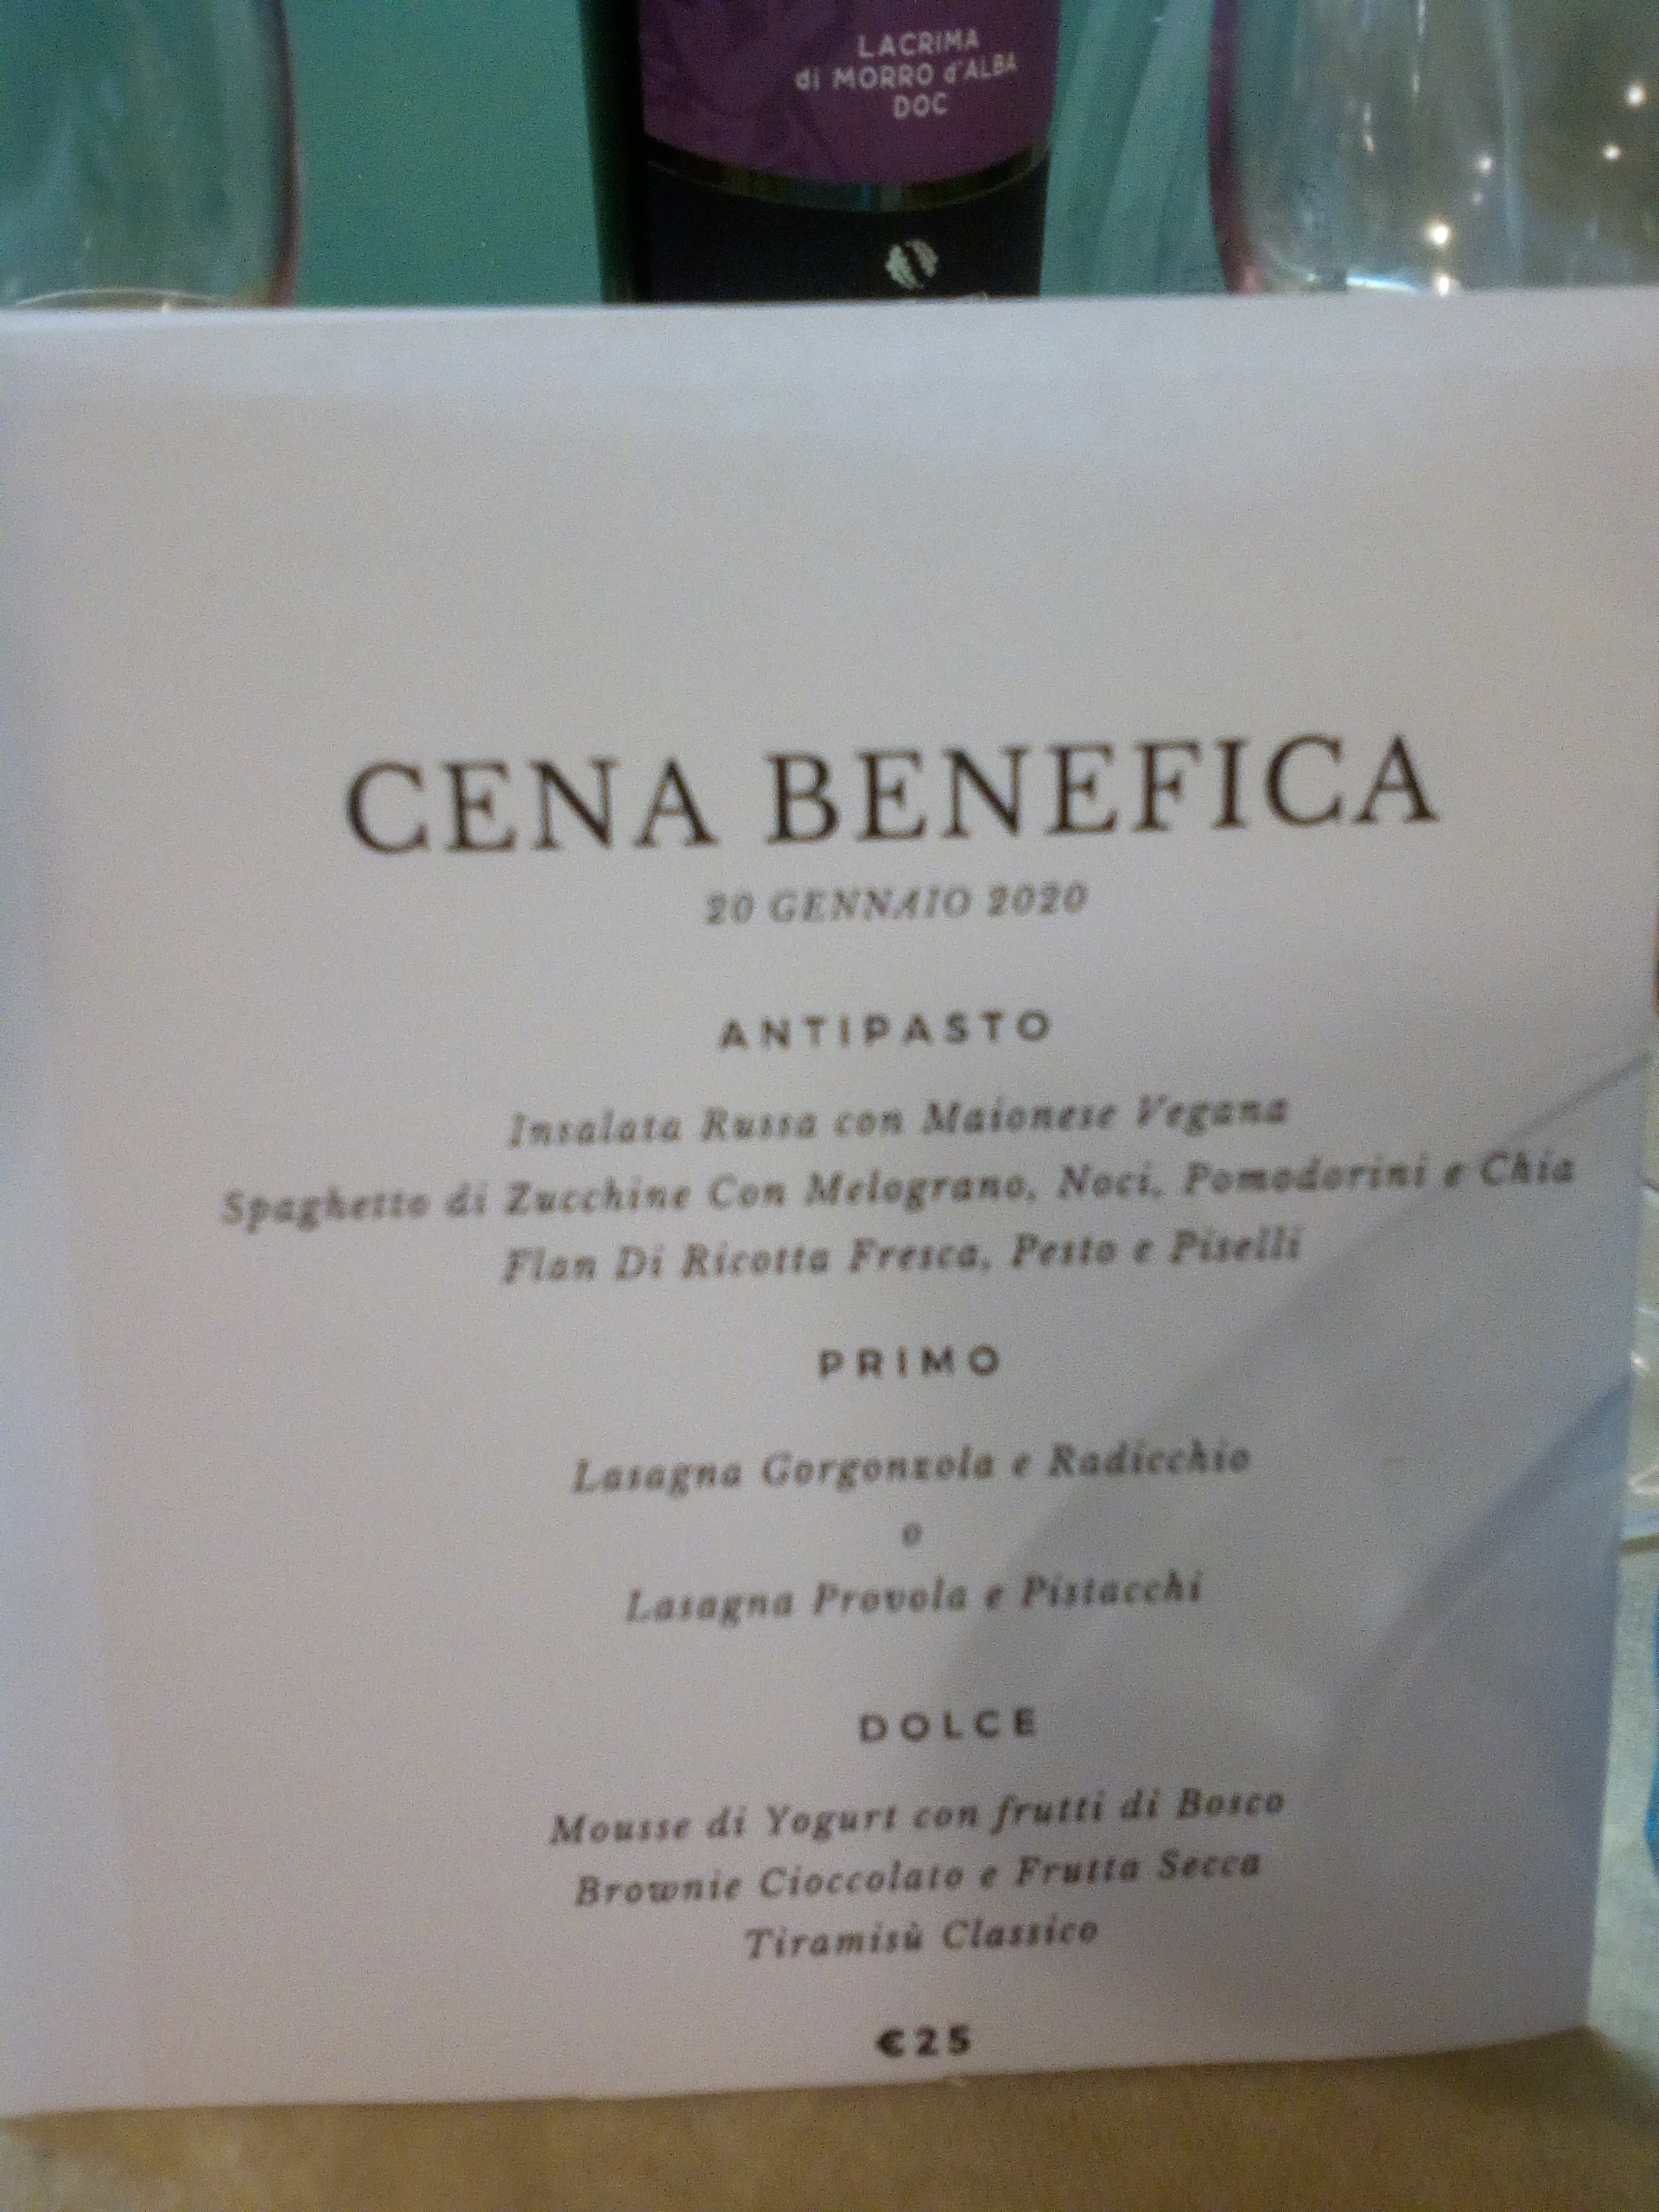 LACRIMA
di MORRO d'ALBA
DOC
CENA BENEFICA
20 GENNAIO 2020
ANTIPASTO
Insalata Russa con Maionese Vegana
Spaghetto di Zucchine Con Melograno, Noci, Pomodorini e Chia
Flan Di Ricotta Fresca, Pesto e Piselli
PRIMO
Lasagna Gorgonzola e Radicchio
o
Lasagna Provola e Pistacchi
DOLCE
Mousse di Yogurt con frutti di Bosco
Brownie Cioccolato e Frutta Secca
Tiramisù Classico
€25